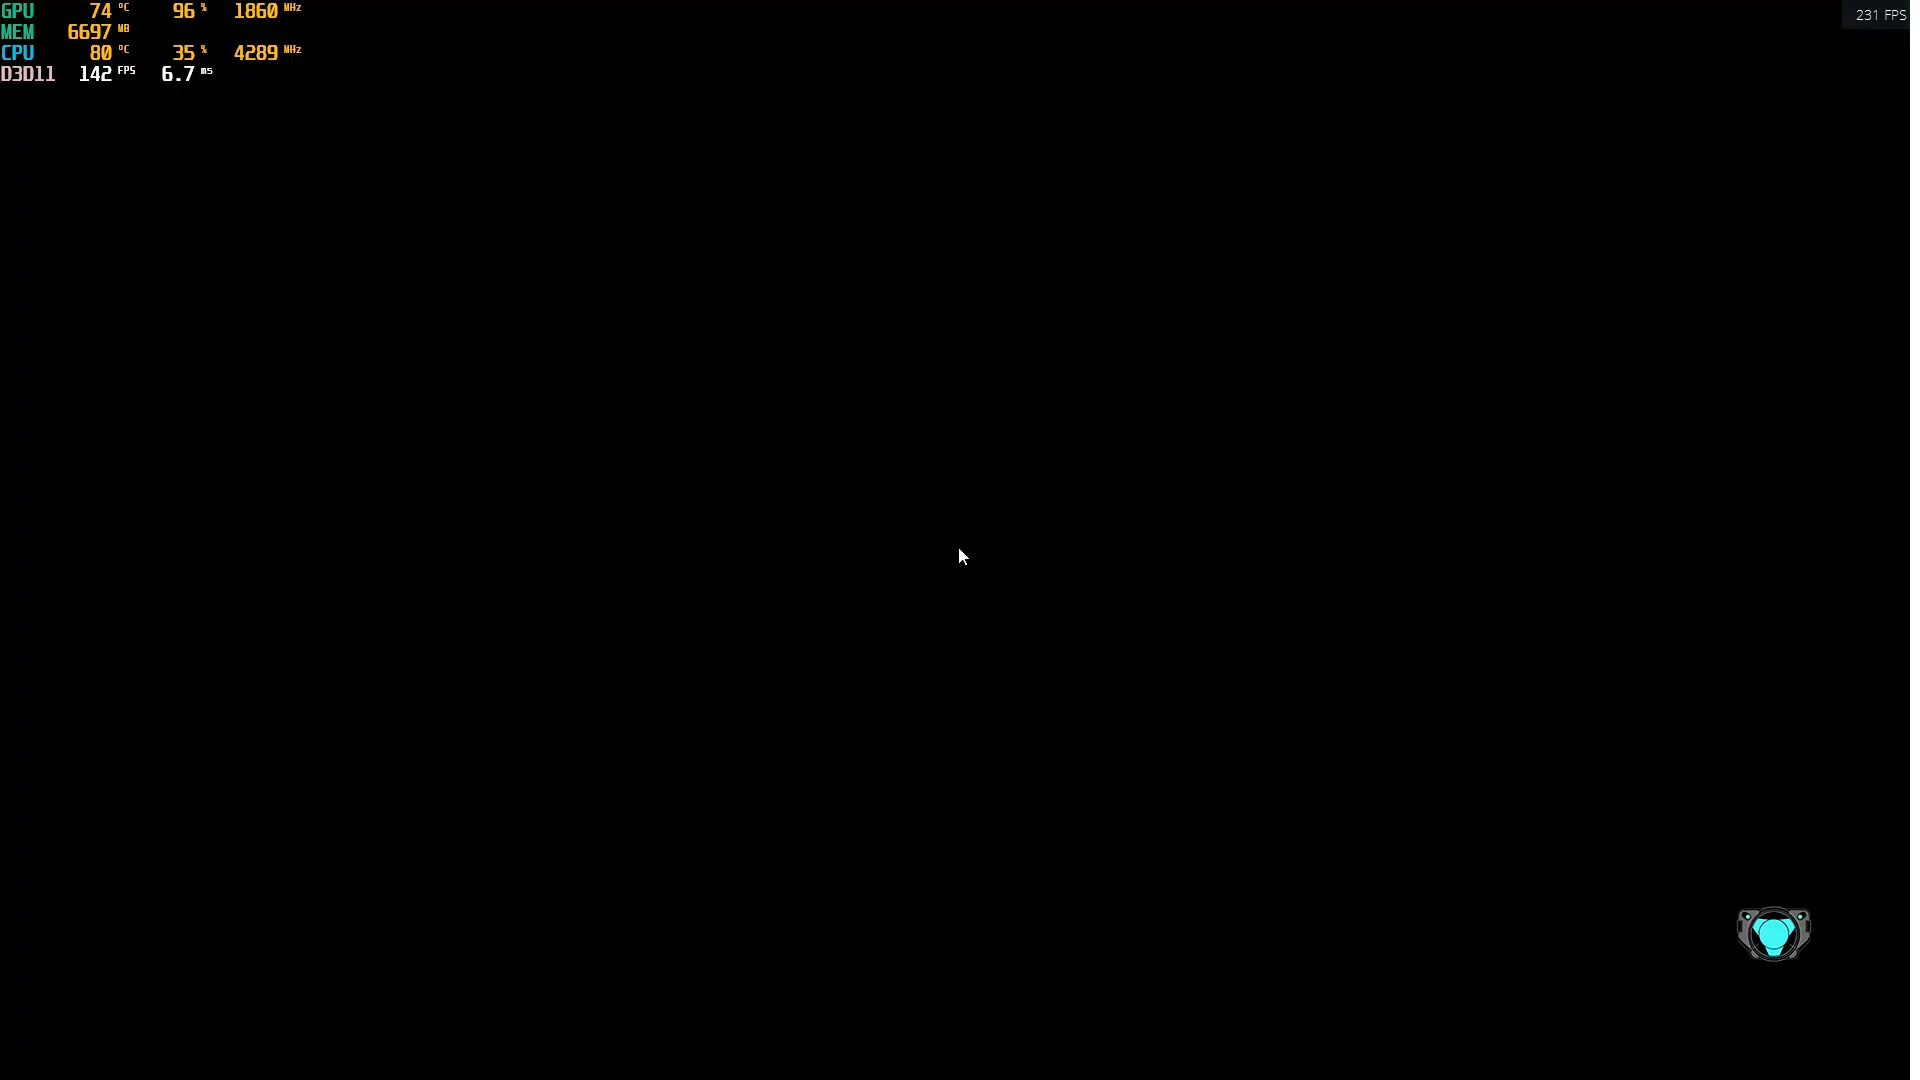 GPU 74 °C 96 % 1860 MHz
231 FPS
MEM 6697 MB
CPU 80 °C 35 % 4289 MHz
D3D11 142 FPS 6.7 ms